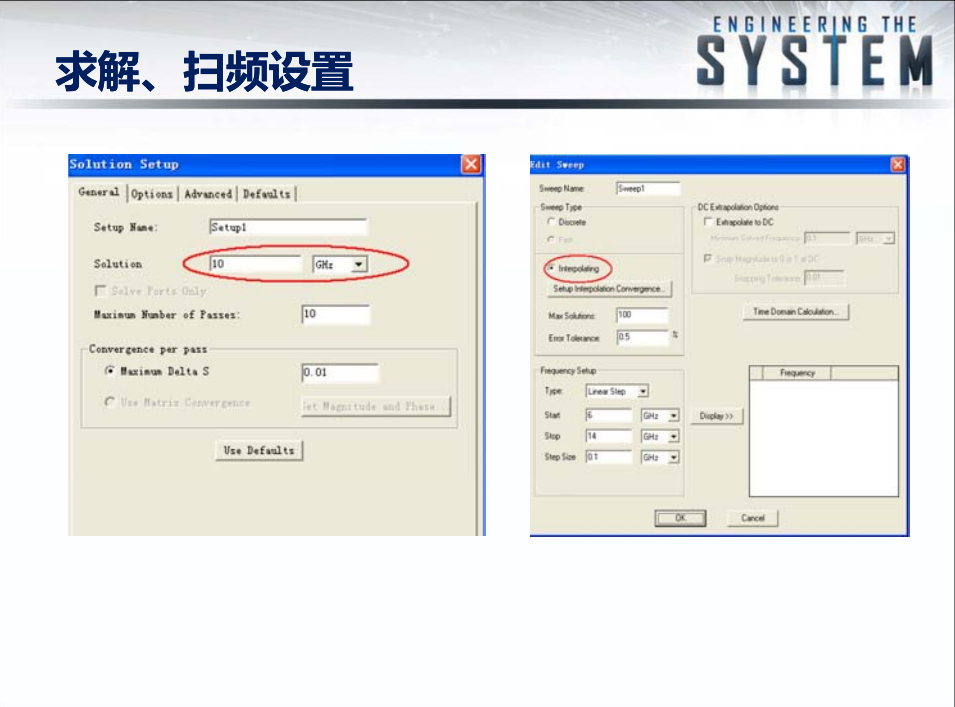 ENGINEERING THE
SYSTEM
求解、扫频设置
Solution Setup
General Options Advanced Defaults
Setup Name: Setup1
Solution 10 GHz
Solve Ports Only
Maximum Number of Passes: 10
Convergence per pass
Maximum Delta S 0.01
Use Matrix Convergence Set Magnitude and Phase...
Use Defaults
Edit Sweep
Sweep Name: Sweep1
Sweep Type
Discrete
Fast
Interpolating
Setup Interpolation Convergence...
Max Solutions: 100
Error Tolerance: 0.5 %
DC Extrapolation Options
Extrapolate to DC
Minimum Solved Frequency 0.1 GHz
Snap Magnitude to 0 or 1 at DC
Snapping Tolerance 0.01
Time Domain Calculation...
Frequency Setup
Type: Linear Step
Start 6 GHz
Stop 14 GHz
Step Size 0.1 GHz
Display >>
Frequency
OK Cancel